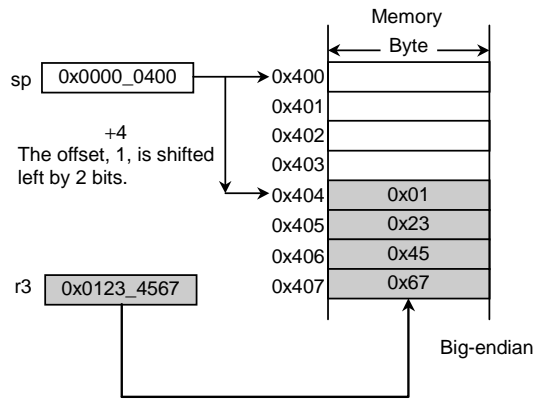 Memory
Byte
sp 0x0000_0400 0x400
0x401
+4
0x402
The offset, 1, is shifted
0x403
left by 2 bits.
0x404 0x01
0x405 0x23
0x406 0x45
r3 0x0123_4567 0x407 0x67
Big-endian